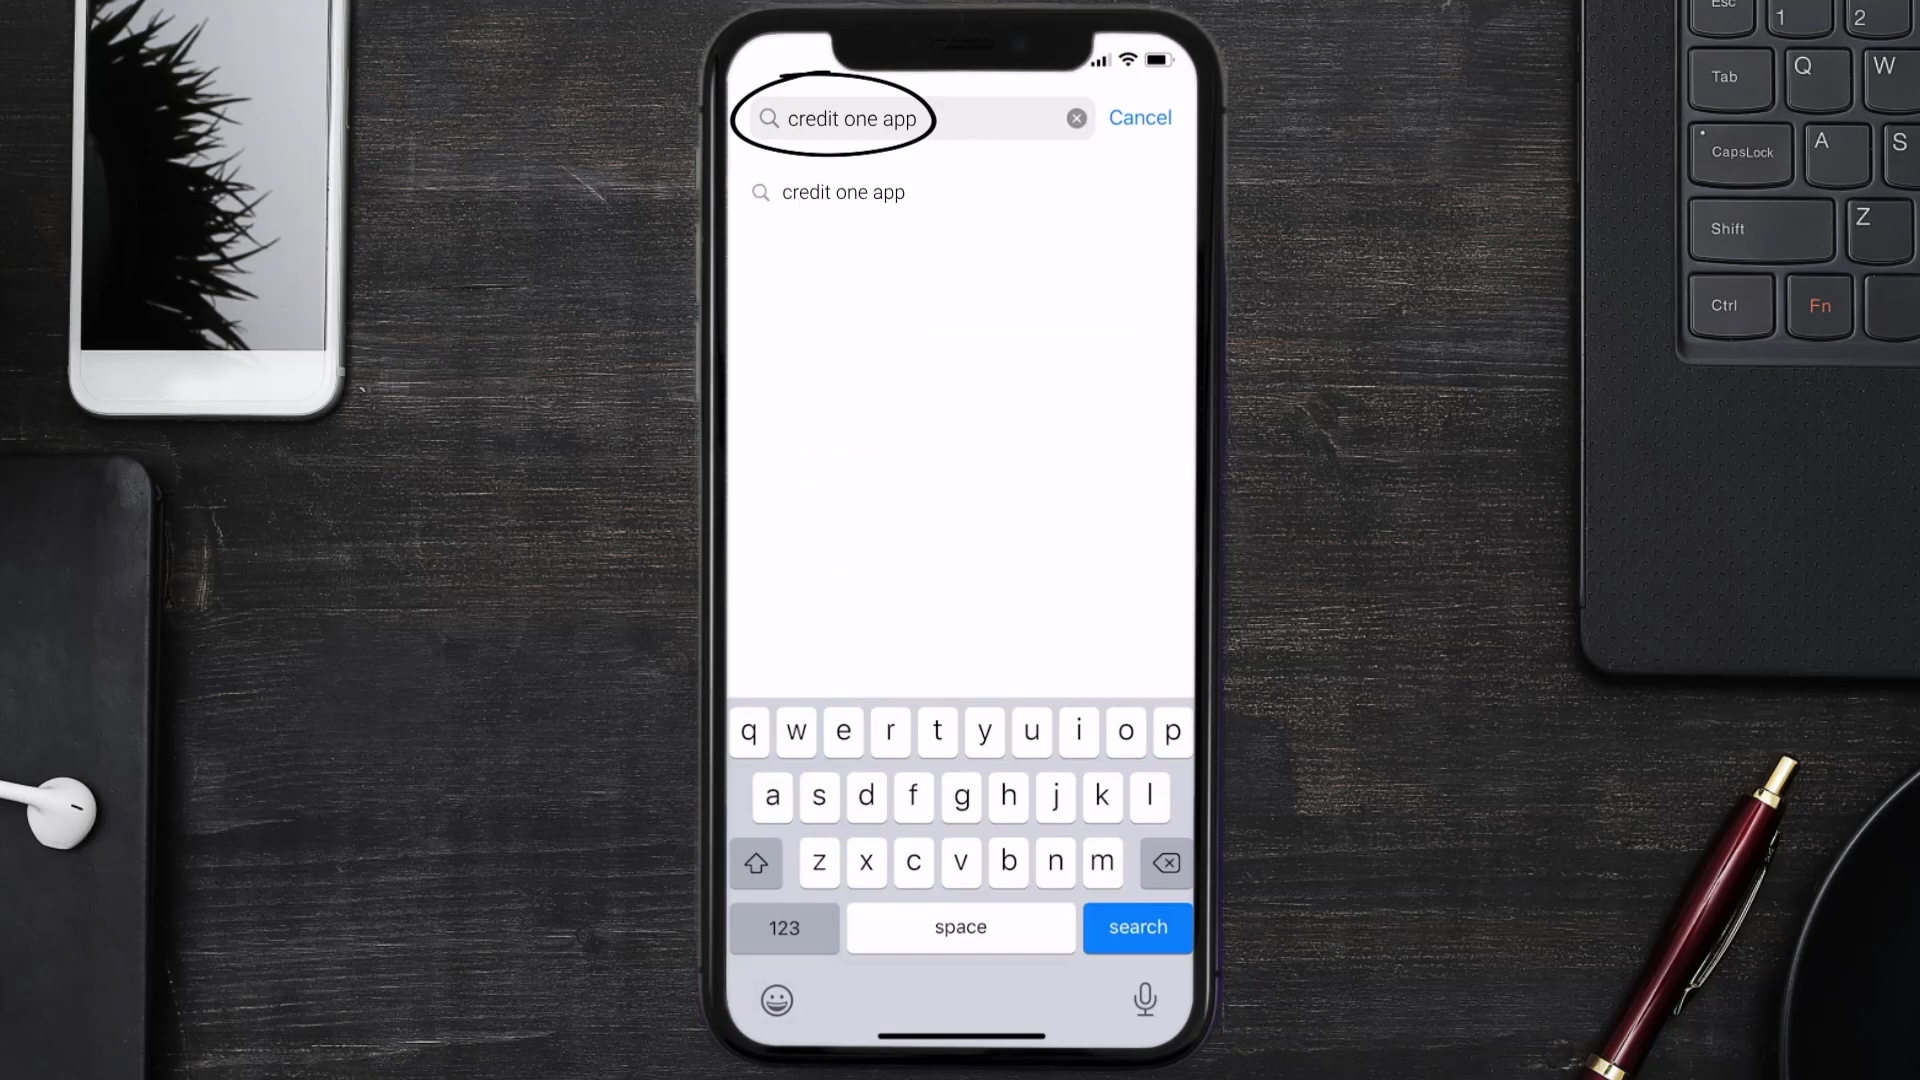 credit one app
Cancel
credit one app
q w e r t y u i o p
a s d f g h j k l
z x c v b n m
123 space search
Esc 1 2
Tab Q W
CapsLock A S
Shift Z
Ctrl Fn